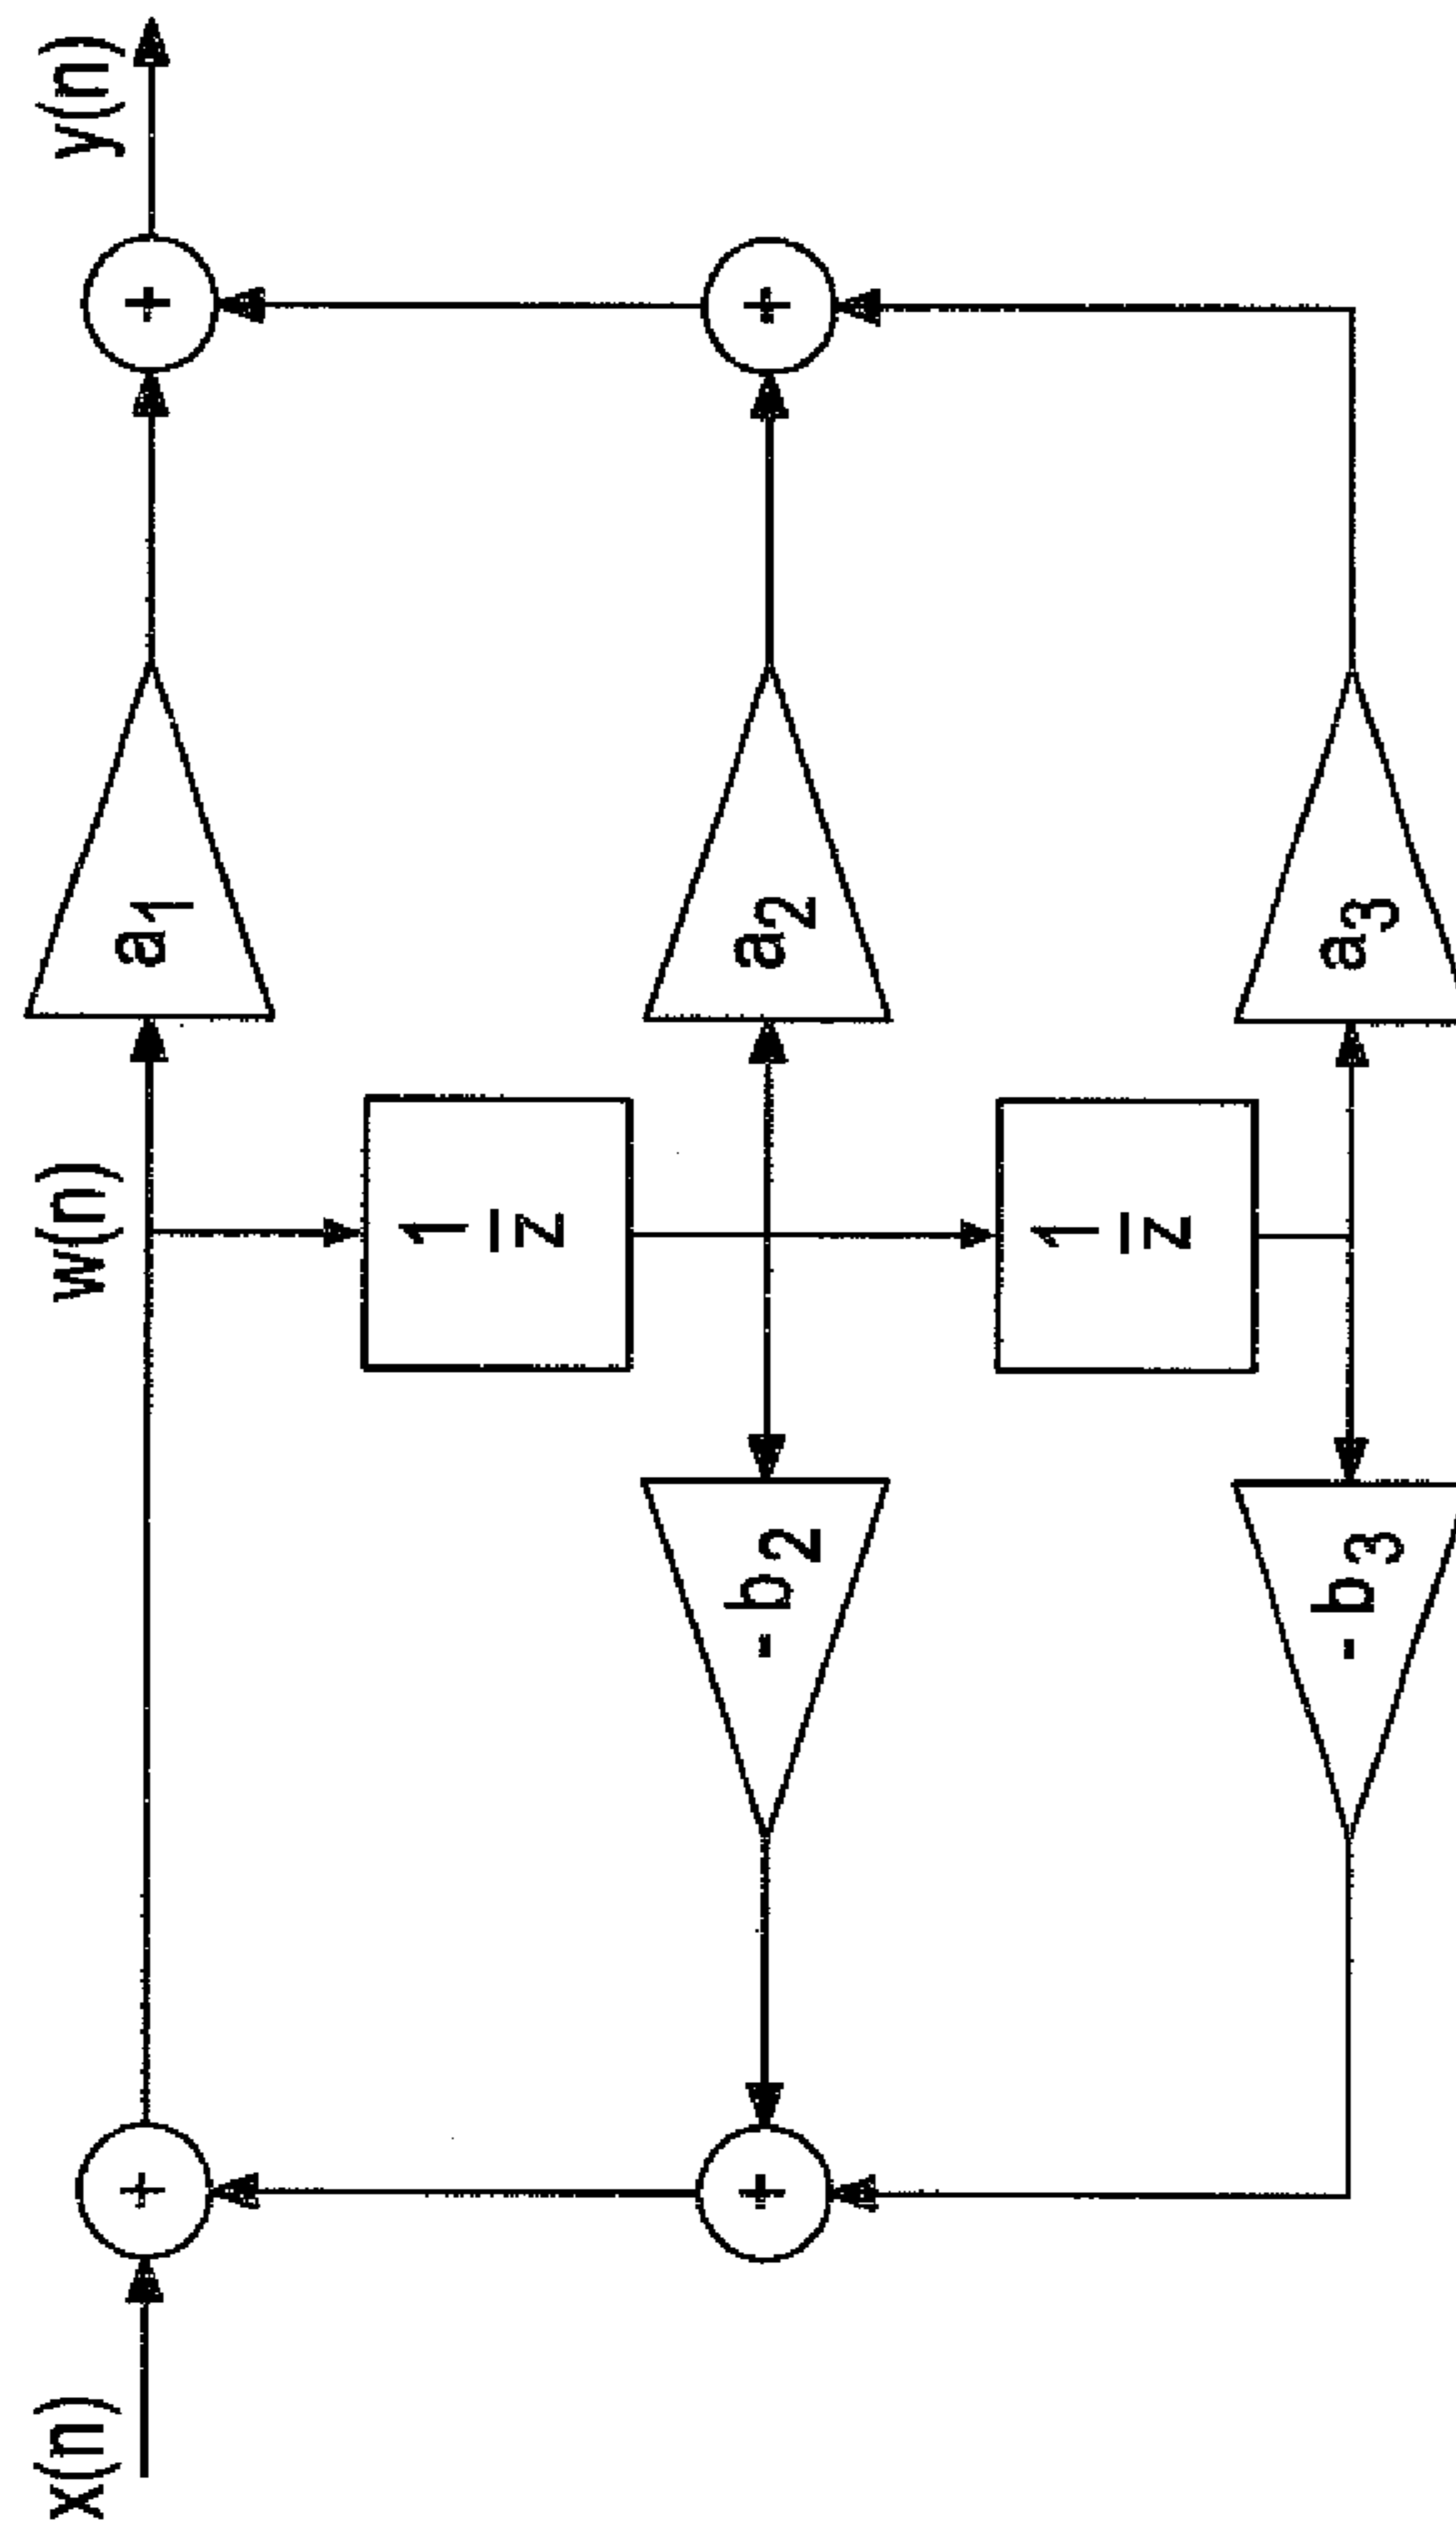 x(n)
w(n)
y(n)
+
a1
+
1
z
+
- b2
a2
+
1
z
- b3
a3